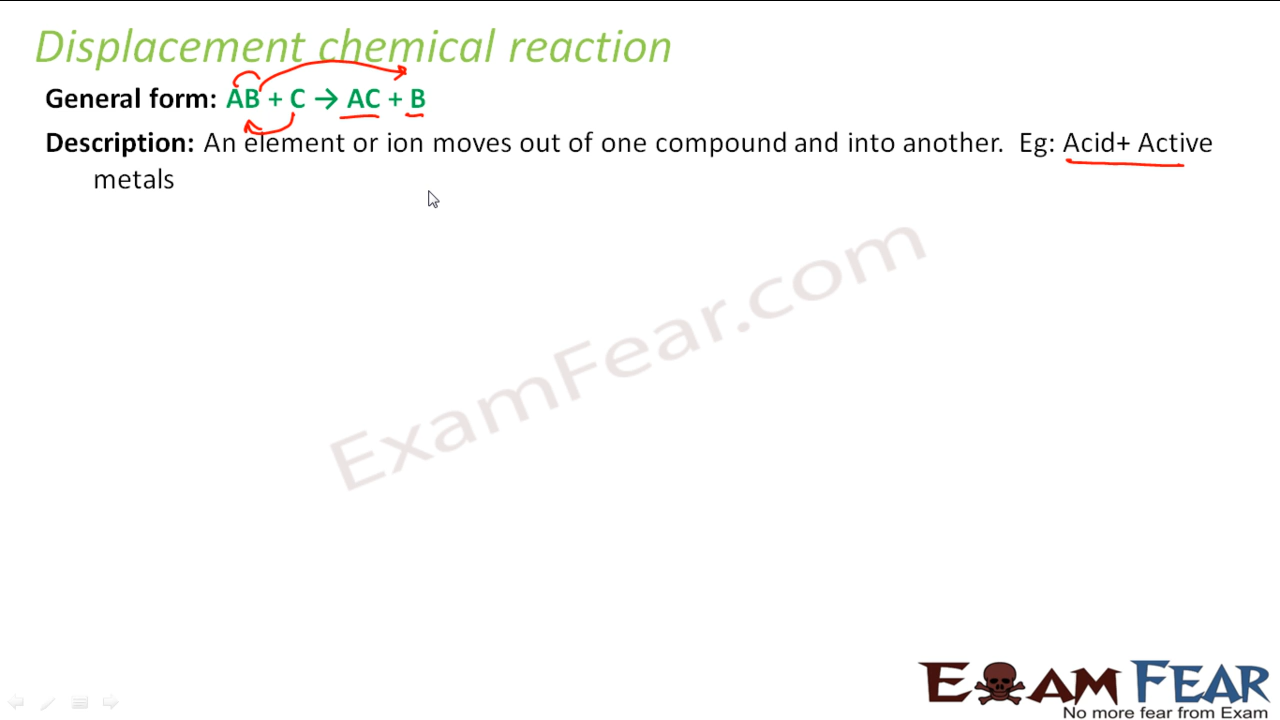 Displacement chemical reaction
General form: AB + C → AC + B
Description: An element or ion moves out of one compound and into another. Eg: Acid+ Active
metals
ExamFear.com
EXAM FEAR
No more fear from Exam